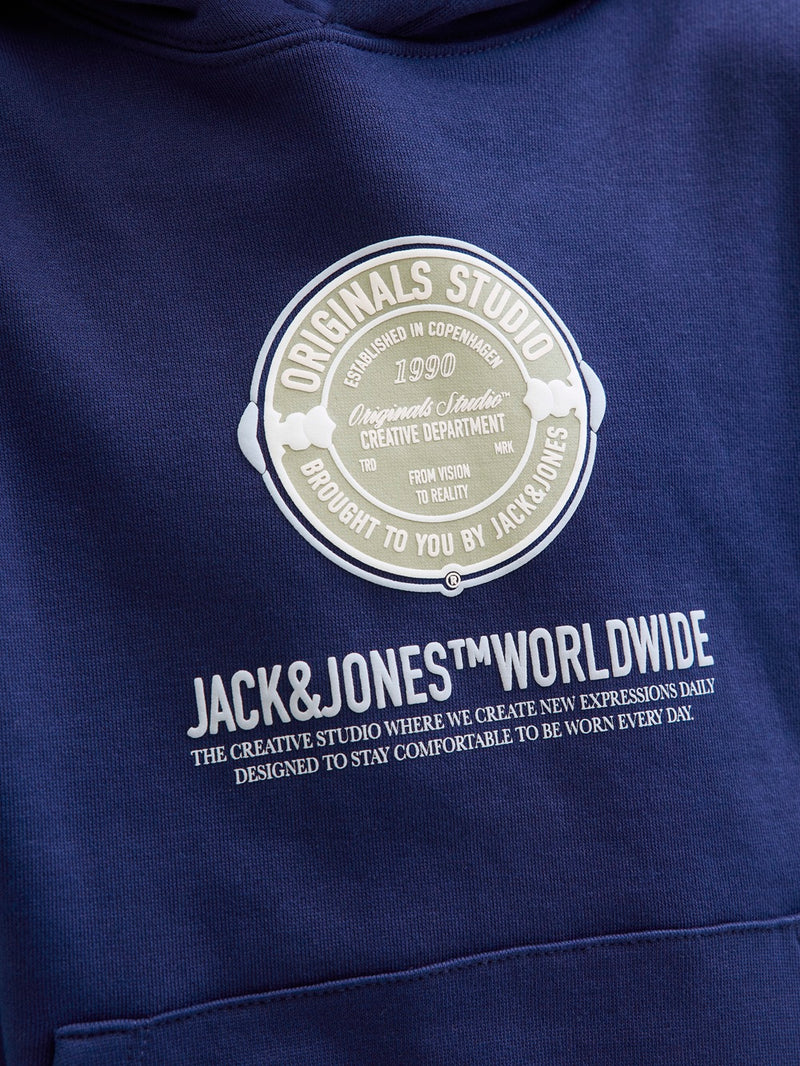 ORIGINALS STUDIO
ESTABLISHED IN COPENHAGEN
1990
Originals Studio™
CREATIVE DEPARTMENT
TRD MRK
FROM VISION
TO REALITY
BROUGHT TO YOU BY JACK&JONES
®
JACK&JONES™WORLDWIDE
THE CREATIVE STUDIO WHERE WE CREATE NEW EXPRESSIONS DAILY
DESIGNED TO STAY COMFORTABLE TO BE WORN EVERY DAY.